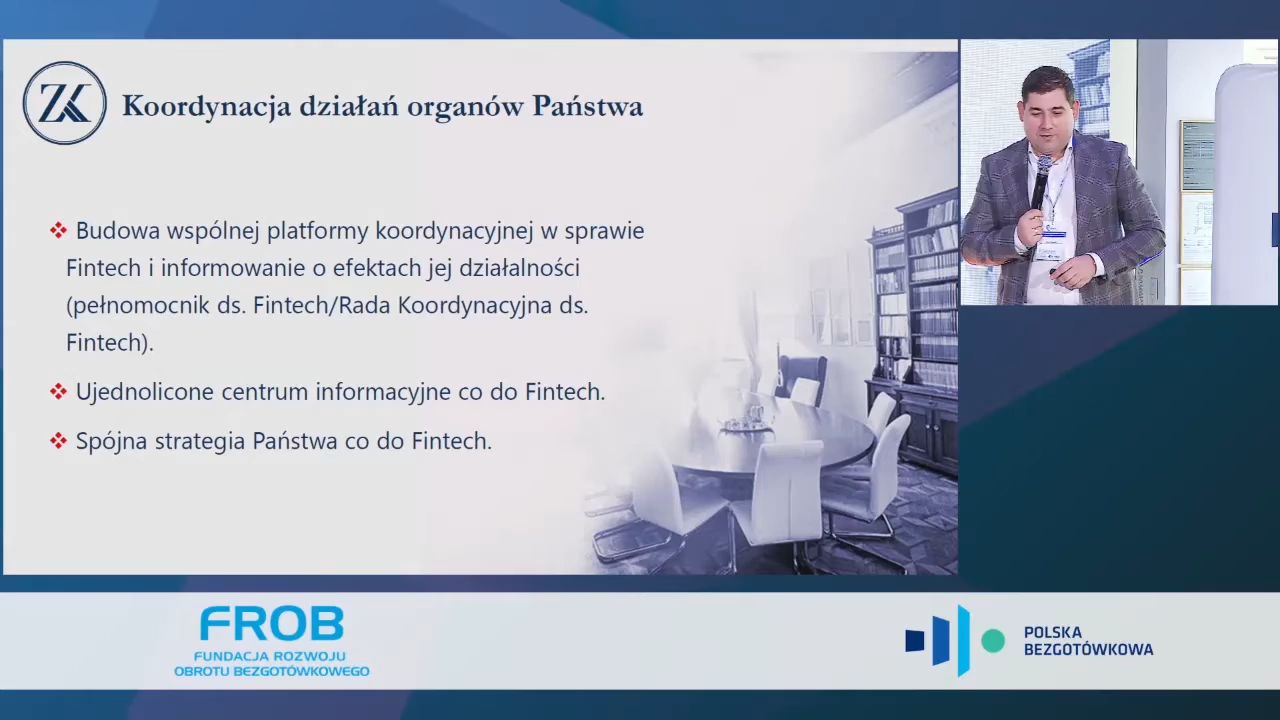 ZK
Koordynacja działań organów Państwa
Budowa wspólnej platformy koordynacyjnej w sprawie
Fintech i informowanie o efektach jej działalności
(pełnomocnik ds. Fintech/Rada Koordynacyjna ds.
Fintech).
Ujednolicone centrum informacyjne co do Fintech.
Spójna strategia Państwa co do Fintech.
FROB
FUNDACJA ROZWOJU
OBROTU BEZGOTÓWKOWEGO
POLSKA
BEZGOTÓWKOWA